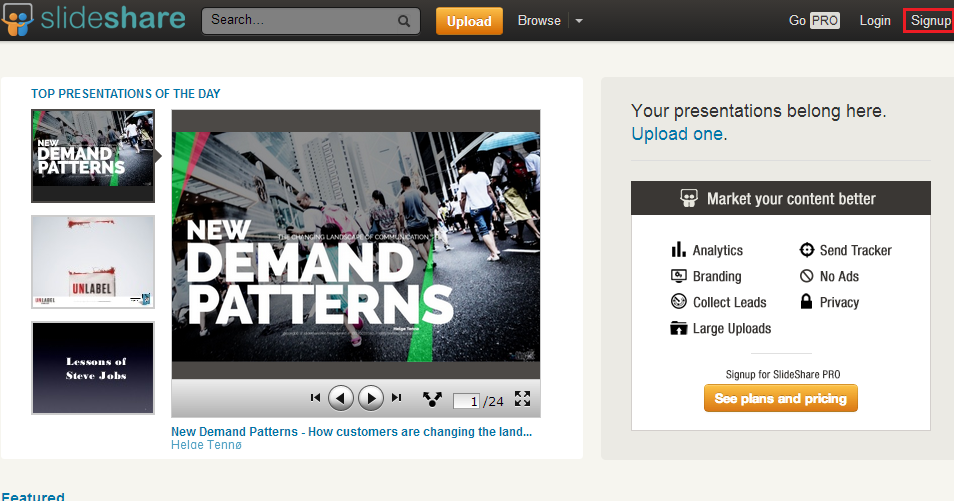 slideshare
Search...
Upload
Browse
Go PRO
Login
Signup
TOP PRESENTATIONS OF THE DAY
NEW
DEMAND
PATTERNS
UNLABEL
UNLABEL
Lessons of
Steve Jobs
NEW
THE CHANGING LANDSCAPE OF COMMUNICATION
DEMAND
PATTERNS
Helge Tennø
1 /24
New Demand Patterns - How customers are changing the land...
Helge Tennø
Your presentations belong here.
Upload one.
Market your content better
Analytics
Send Tracker
Branding
No Ads
Collect Leads
Privacy
Large Uploads
Signup for SlideShare PRO
See plans and pricing
Featured